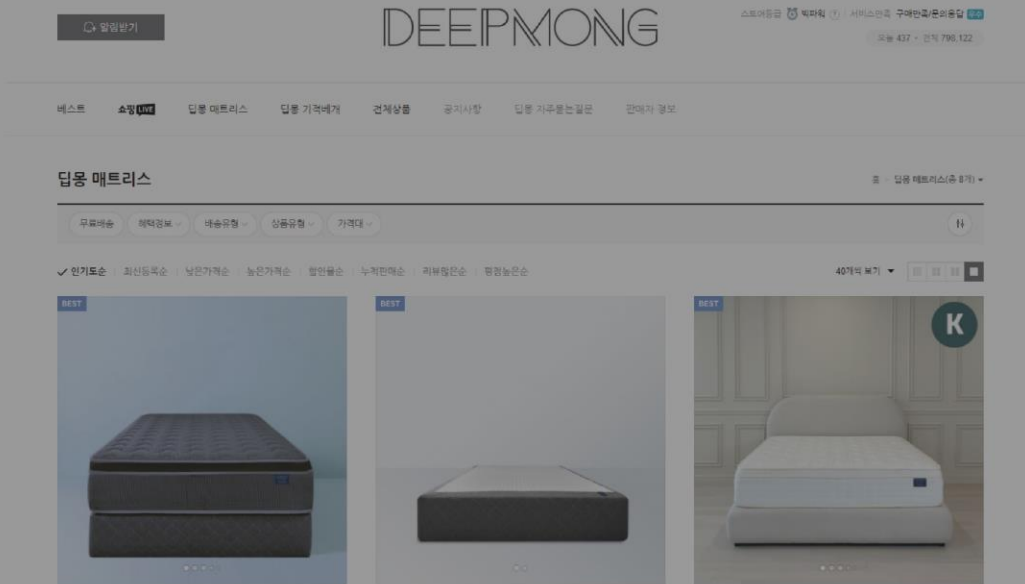 알림받기
DEEPMONG
스토어등급 빅파워 서비스만족 구매만족/문의응답 우수
오늘 437 · 전체 796,122
베스트 쇼핑LIVE 딥몽 매트리스 딥몽 기적베개 전체상품 공지사항 딥몽 자주묻는질문 판매자 정보
딥몽 매트리스
홈 > 딥몽 매트리스(총 8개)
무료배송 혜택정보 배송유형 상품유형 가격대
인기도순 최신등록순 낮은가격순 높은가격순 할인율순 누적판매순 리뷰많은순 평점높은순
40개씩 보기
BEST BEST BEST
K